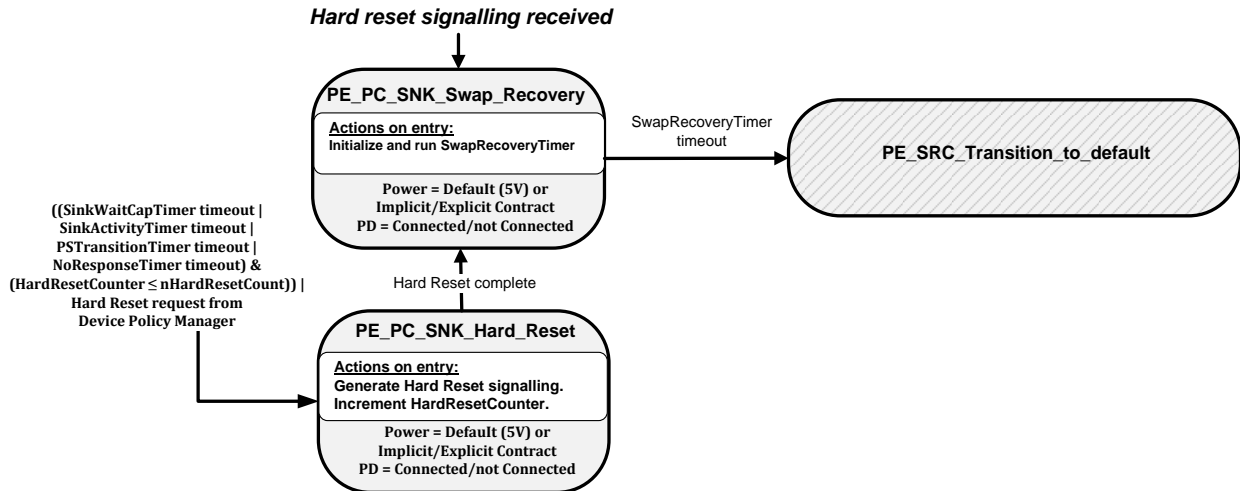 Hard reset signalling received
PE_PC_SNK_Swap_Recovery
Actions on entry:
Initialize and run SwapRecoveryTimer
Power = Default (5V) or
Implicit/Explicit Contract
PD = Connected/not Connected
SwapRecoveryTimer
timeout
PE_SRC_Transition_to_default
((SinkWaitCapTimer timeout |
SinkActivityTimer timeout |
PSTransitionTimer timeout |
NoResponseTimer timeout) &
(HardResetCounter ≤ nHardResetCount)) |
Hard Reset request from
Device Policy Manager
Hard Reset complete
PE_PC_SNK_Hard_Reset
Actions on entry:
Generate Hard Reset signalling.
Increment HardResetCounter.
Power = Default (5V) or
Implicit/Explicit Contract
PD = Connected/not Connected